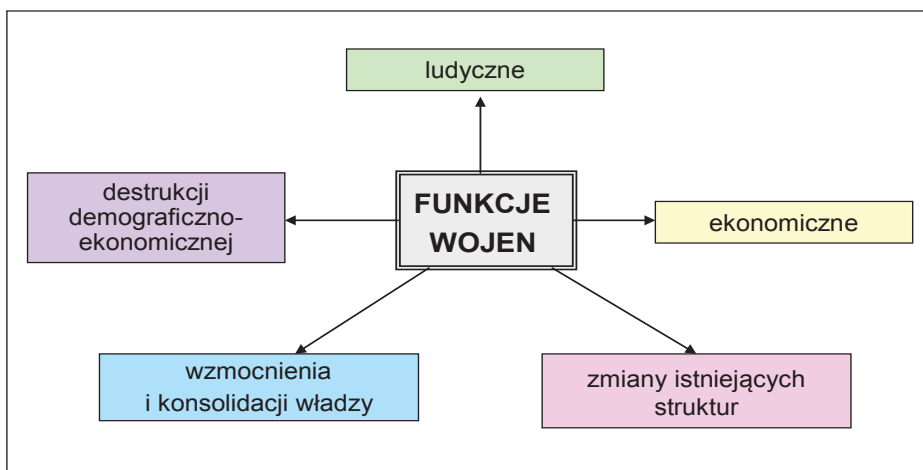 ludyczne
destrukcji
demograficzno-
ekonomicznej
FUNKCJE
WOJEN
ekonomiczne
wzmocnienia
i konsolidacji władzy
zmiany istniejących
struktur